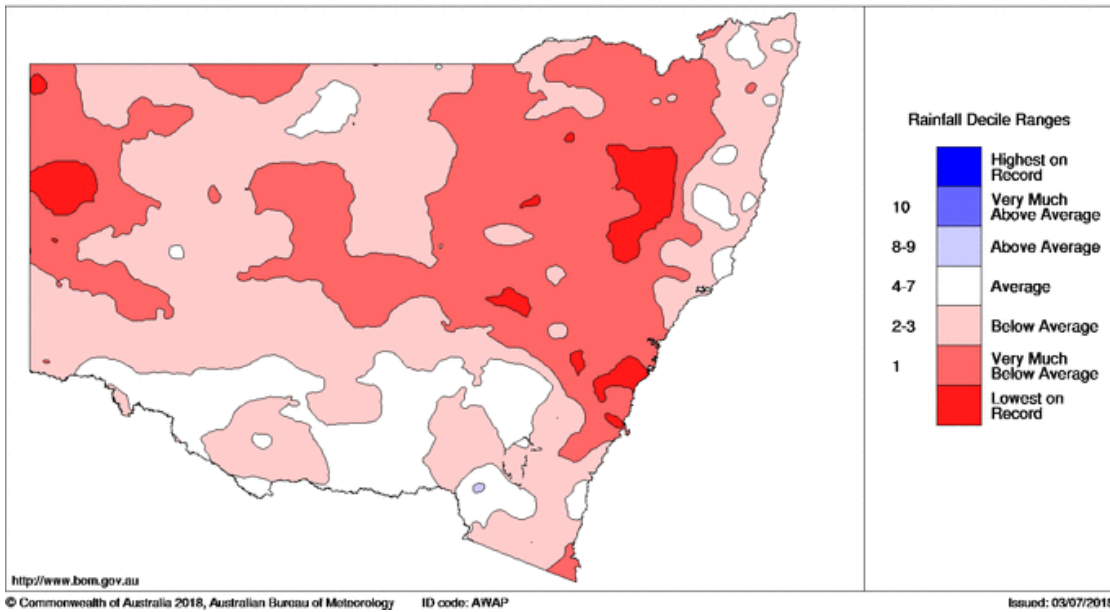 Rainfall Decile Ranges
Highest on
Record
10
Very Much
Above Average
8-9
Above Average
4-7
Average
2-3
Below Average
1
Very Much
Below Average
Lowest on
Record
http://www.bom.gov.au
© Commonwealth of Australia 2018, Australian Bureau of Meteorology
ID code: AWAP
Issued: 03/07/2018